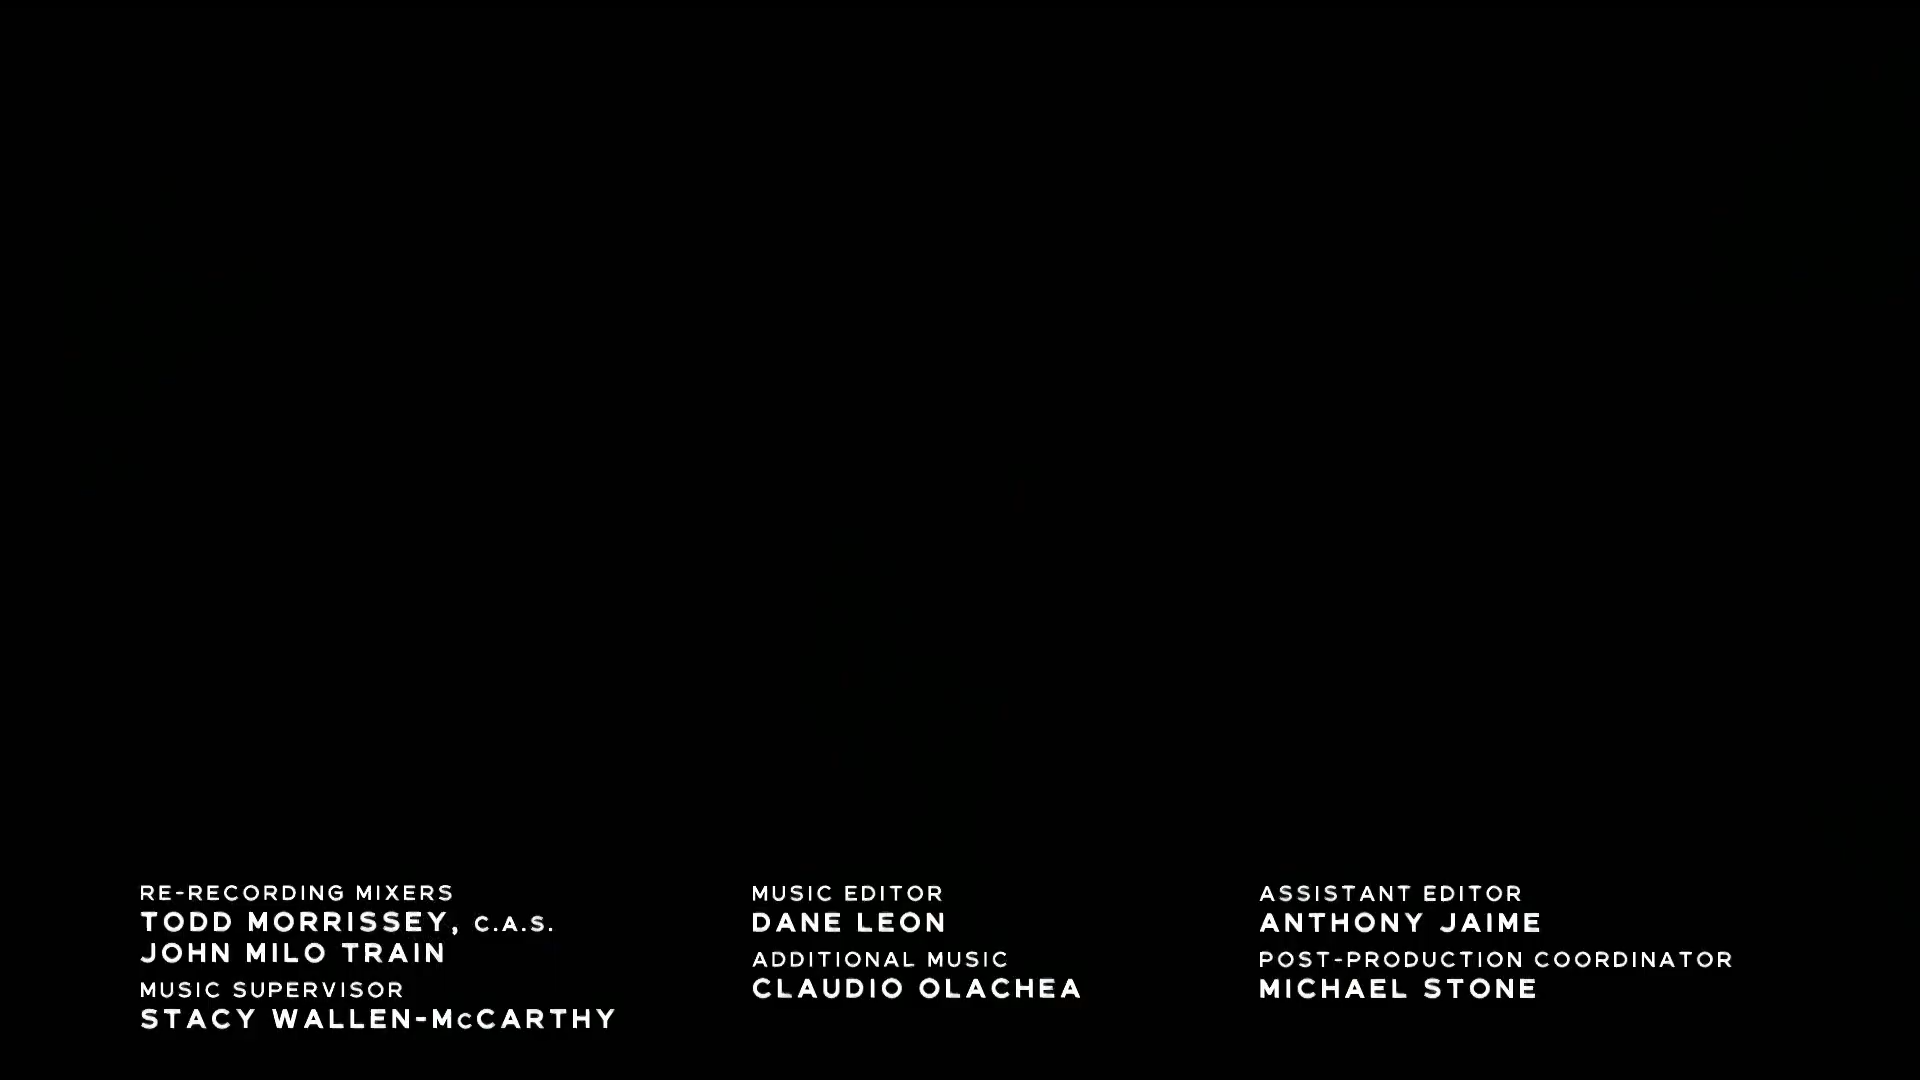 RE-RECORDING MIXERS
TODD MORRISSEY, C.A.S.
JOHN MILO TRAIN
MUSIC SUPERVISOR
STACY WALLEN-McCARTHY
MUSIC EDITOR
DANE LEON
ADDITIONAL MUSIC
CLAUDIO OLACHEA
ASSISTANT EDITOR
ANTHONY JAIME
POST-PRODUCTION COORDINATOR
MICHAEL STONE